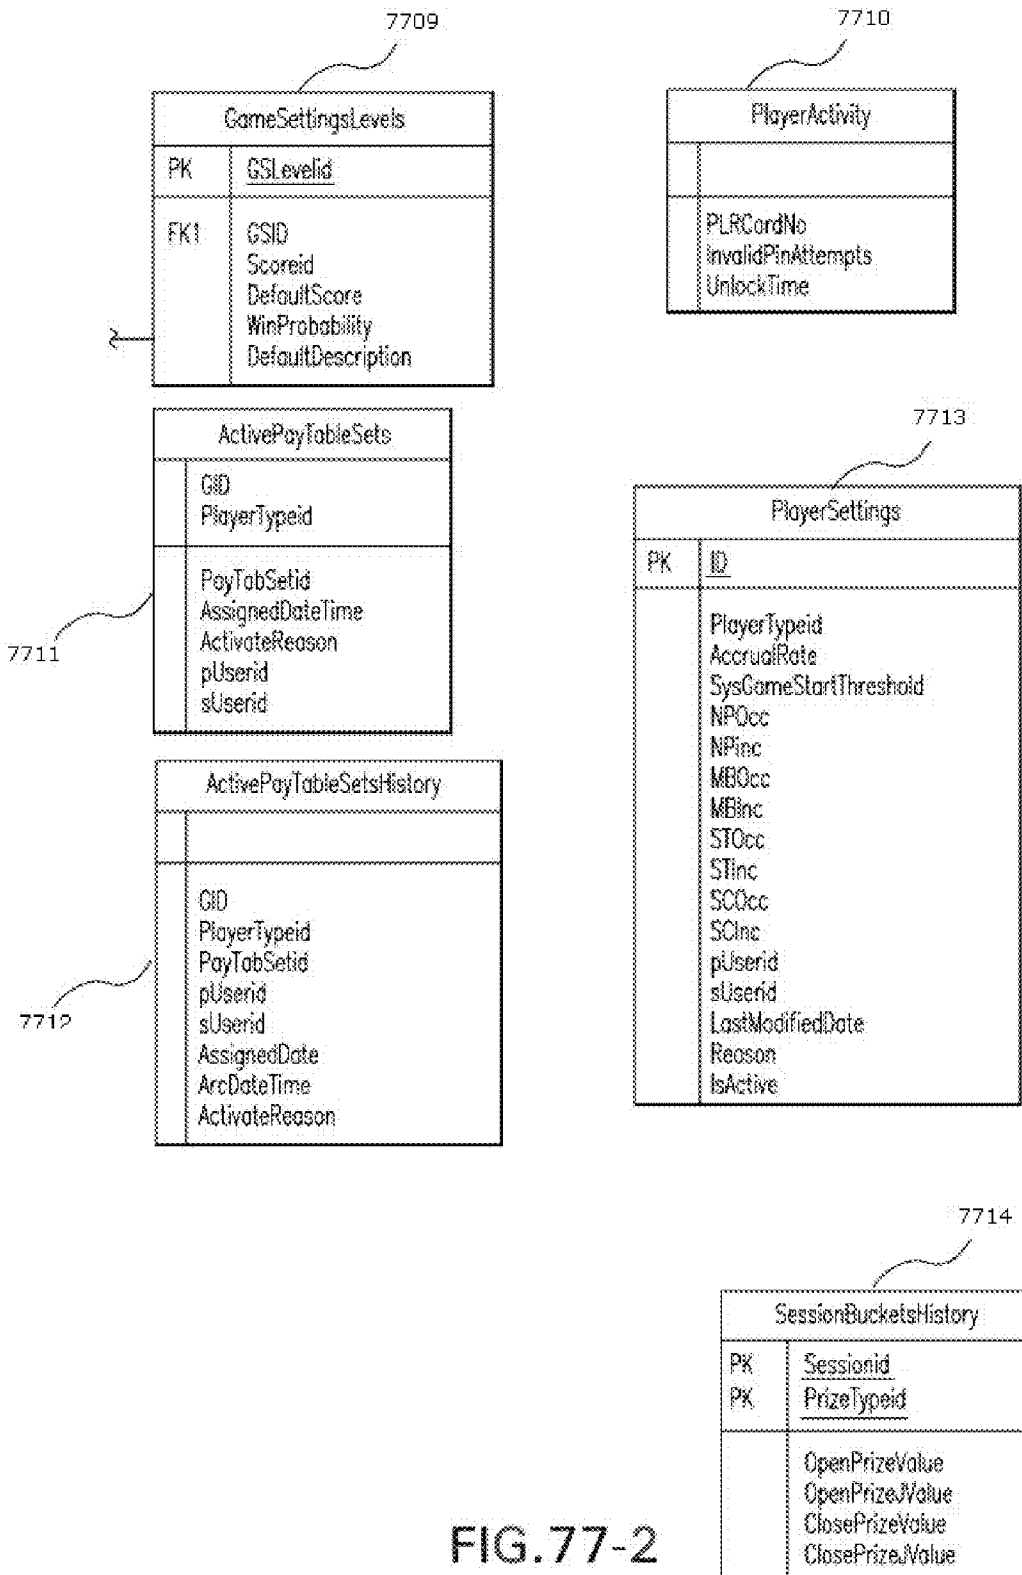 7709
GameSettingsLevels
PK GSLevelid
FK1 GSID
Scoreid
DefaultScore
WinProbability
DefaultDescription
7710
PlayerActivity
PLRCardNo
InvalidPinAttempts
UnlockTime
ActivePayTableSets
GID
PlayerTypeid
PayTabSetid
AssignedDateTime
ActivateReason
pUserid
sUserid
7711
7713
PlayerSettings
PK ID
PlayerTypeid
AccrualRate
SysGameStartThreshold
NPOcc
NPinc
MBOcc
MBInc
STOcc
STInc
SCOcc
SCInc
pUserid
sUserid
LastModifiedDate
Reason
IsActive
ActivePayTableSetsHistory
GID
PlayerTypeid
PayTabSetid
pUserid
sUserid
AssignedDate
ArcDateTime
ActivateReason
7712
7714
SessionBucketsHistory
PK Sessionid
PK PrizeTypeid
OpenPrizeValue
OpenPrizeJValue
ClosePrizeValue
ClosePrizeJValue
FIG.77-2